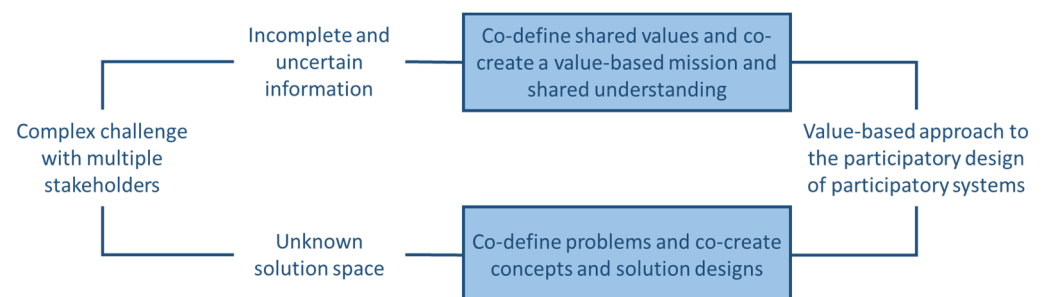 Complex challenge
with multiple
stakeholders
Incomplete and
uncertain
information
Co-define shared values and co-
create a value-based mission and
shared understanding
Unknown
solution space
Co-define problems and co-create
concepts and solution designs
Value-based approach to
the participatory design
of participatory systems